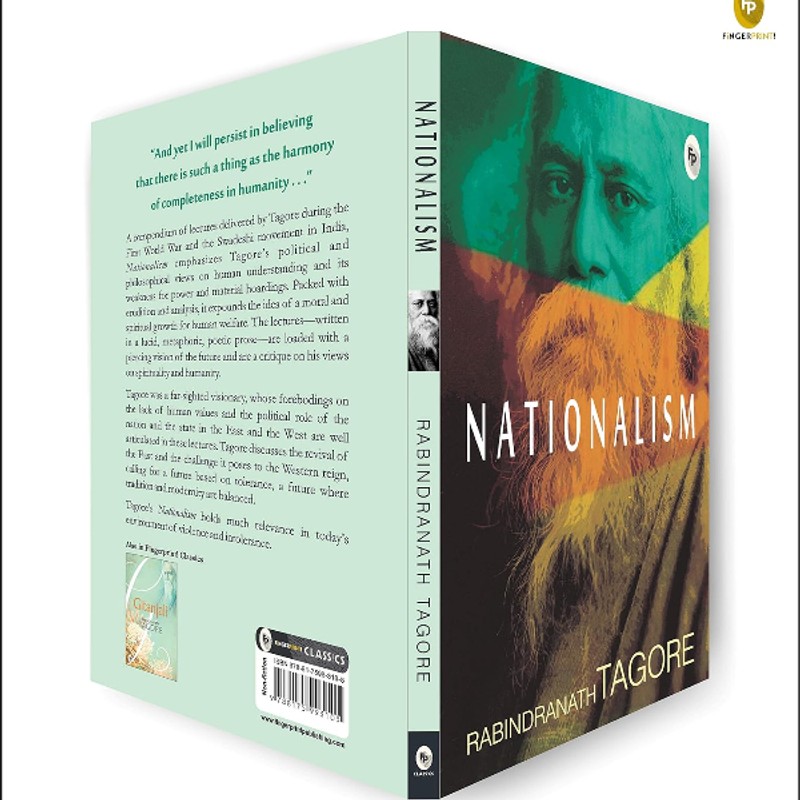 FiNGERPRINT!
"And yet I will persist in believing
that there is such a thing as the harmony
of completeness in humanity . . ."
A compendium of lectures delivered by Tagore during the
First World War and the Swadeshi movement in India,
Nationalism emphasizes Tagore's political and
philosophical views on human understanding and its
weakness for power and material hoardings. Packed with
erudition and analysis, it expounds the idea of a moral and
spiritual growth for human welfare. The lectures—written
in a lucid, metaphoric, poetic prose—are loaded with a
piercing vision of the future and are a critique on his views
on spirituality and humanity.
Tagore was a far-sighted visionary, whose forebodings on
the lack of human values and the political role of the
nation and the state in the East and the West are well
articulated in these lectures. Tagore discusses the revival of
the East and the challenge it poses to the Western reign,
calling for a future based on tolerance, a future where
tradition and modernity are balanced.
Tagore's Nationalism holds much relevance in today's
environment of violence and intolerance.
Also in Fingerprint Classics
Gitanjali
TAGORE
FP FiNGERPRINT! CLASSICS
Non-fiction
www.fingerprintpublishing.com
NATIONALISM
RABINDRANATH TAGORE
FP
CLASSICS
FP
NATIONALISM
RABINDRANATH TAGORE